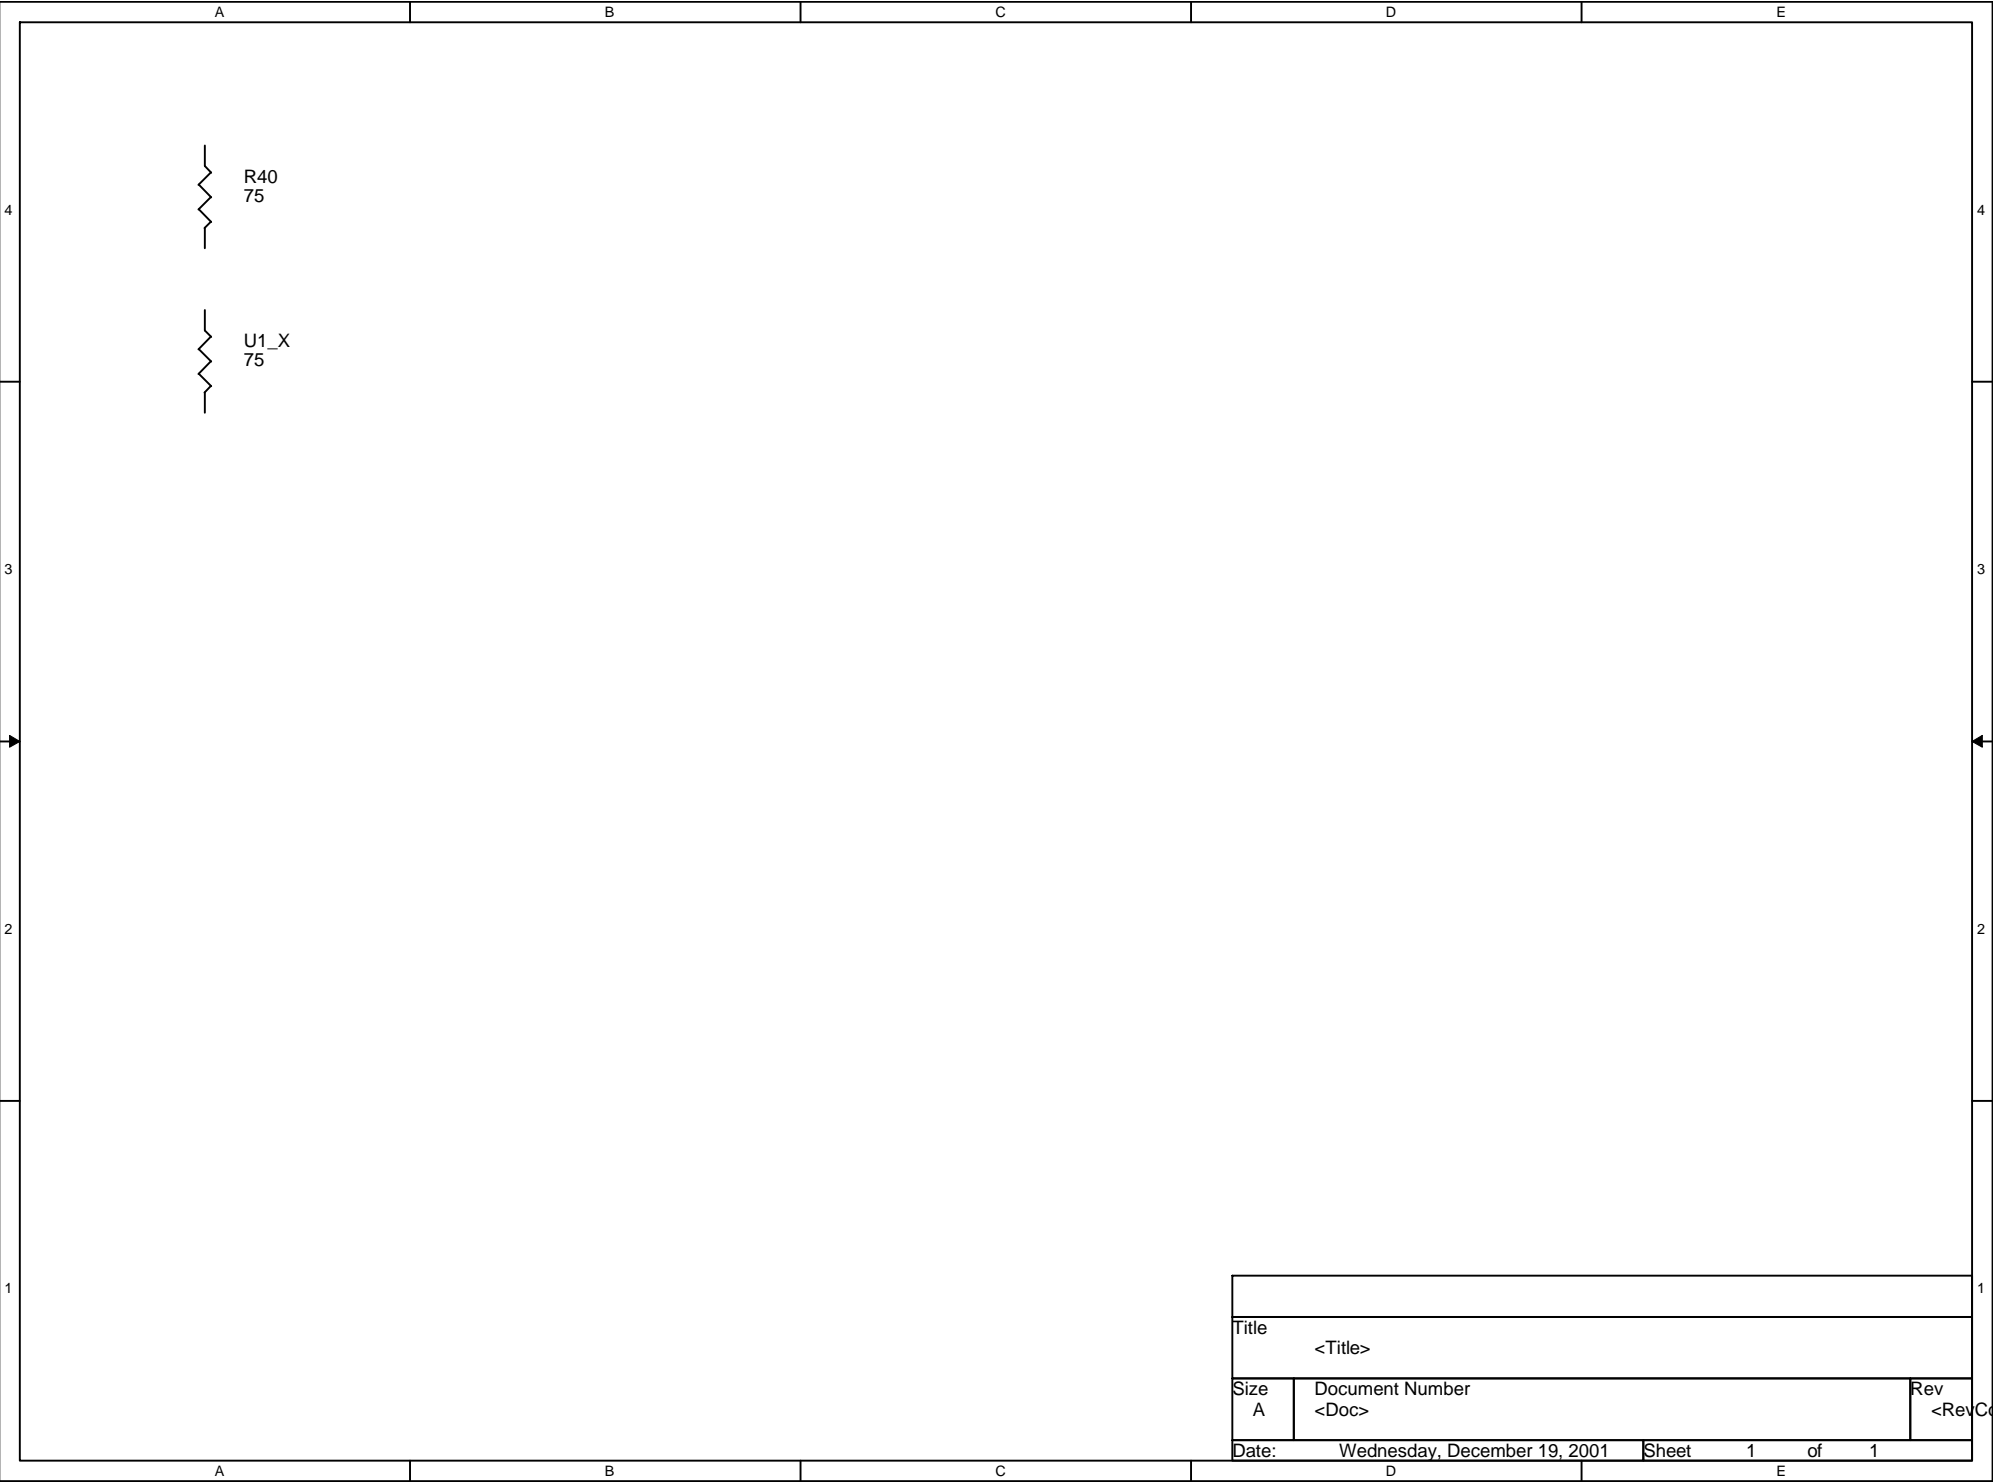 A B C D E
R40
75
4 4
U1_X
75
3 3
2 2
1 1
Title
<Title>
Size Document Number Rev
A <Doc>
Date: Wednesday, December 19, 2001 Sheet 1 of 1
A B C D E